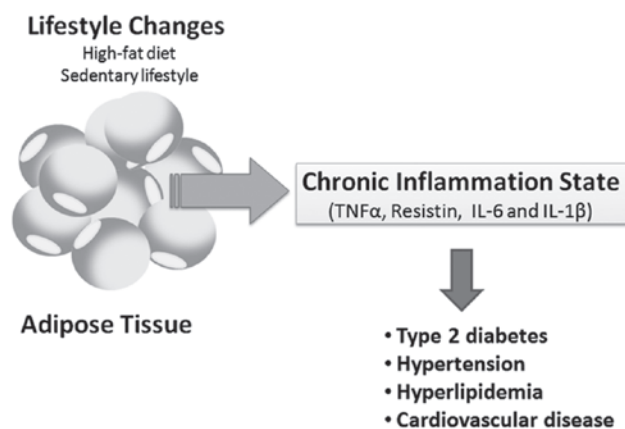 Lifestyle Changes
High-fat diet
Sedentary lifestyle
Chronic Inflammation State
(TNFα, Resistin, IL-6 and IL-1β)
Adipose Tissue
• Type 2 diabetes
• Hypertension
• Hyperlipidemia
• Cardiovascular disease